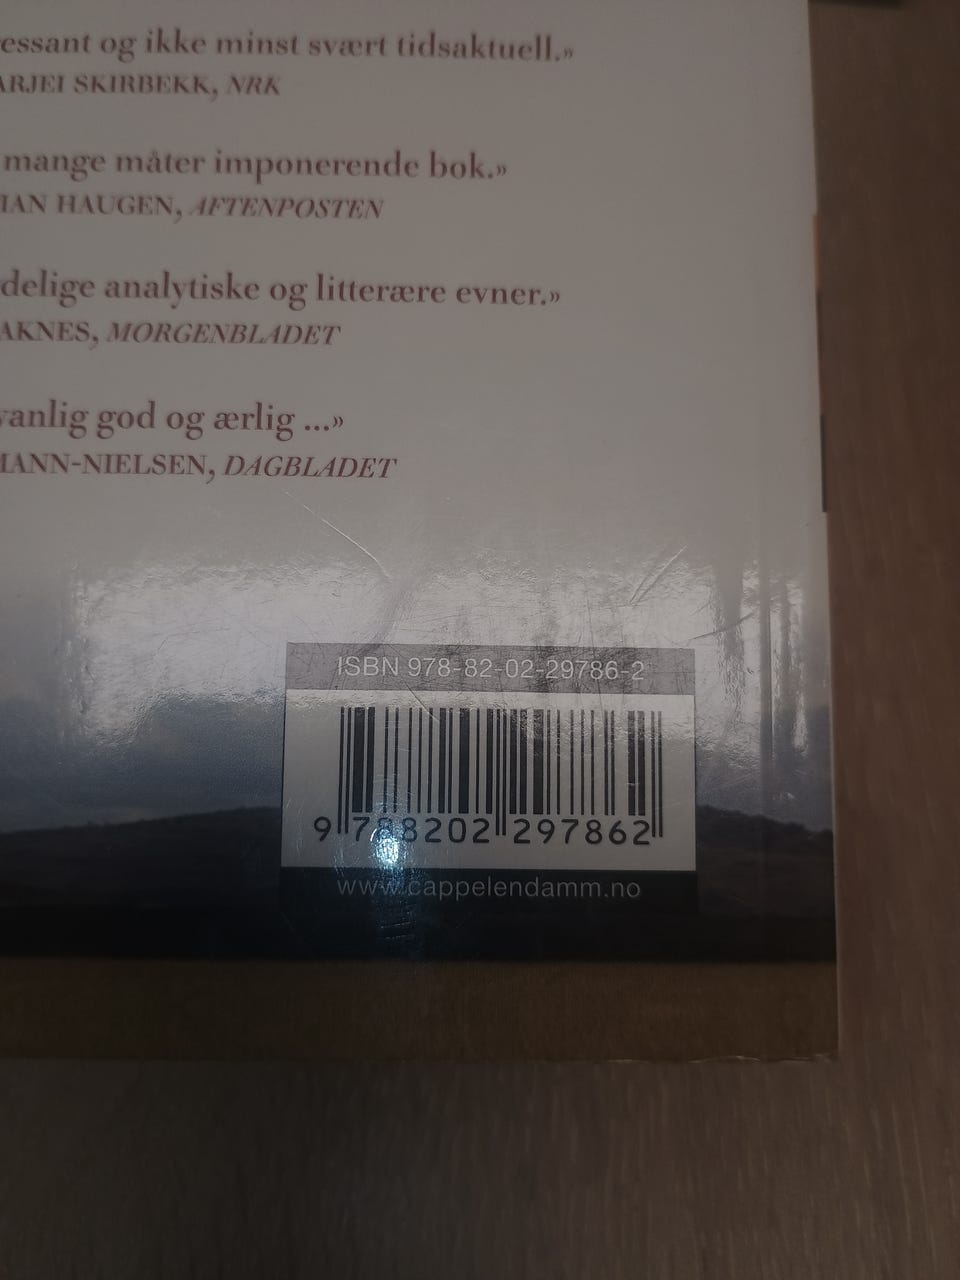 essant og ikke minst svært tidsaktuell.»
ARJEI SKIRBEKK, NRK
mange måter imponerende bok.»
IAN HAUGEN, AFTENPOSTEN
delige analytiske og litterære evner.»
AKNES, MORGENBLADET
vanlig god og ærlig ...»
MANN-NIELSEN, DAGBLADET
ISBN 978-82-02-29786-2
9 788202 297862
www.cappelendamm.no